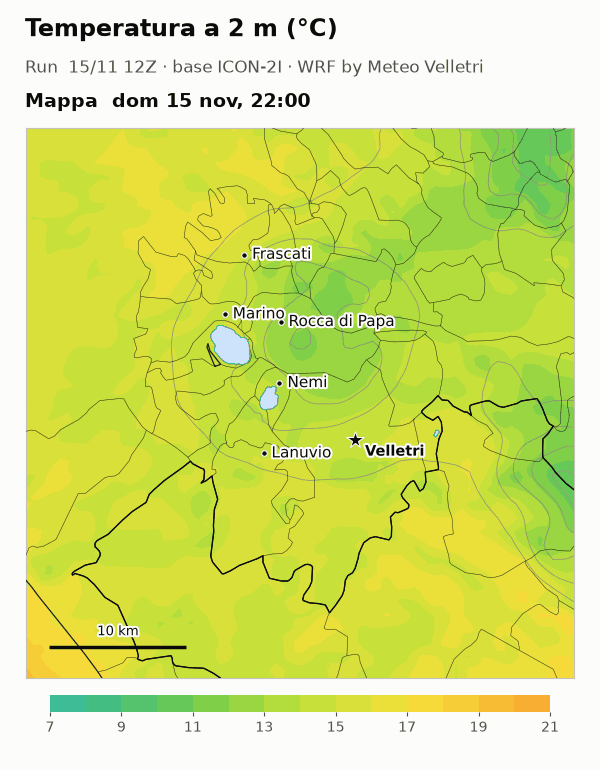 Temperatura a 2 m (°C)
Run  15/11 12Z · base ICON-2I · WRF by Meteo Velletri
Mappa  dom 15 nov, 22:00
Frascati
Marino
Rocca di Papa
Nemi
Velletri
Lanuvio
10 km
7 9 11 13 15 17 19 21